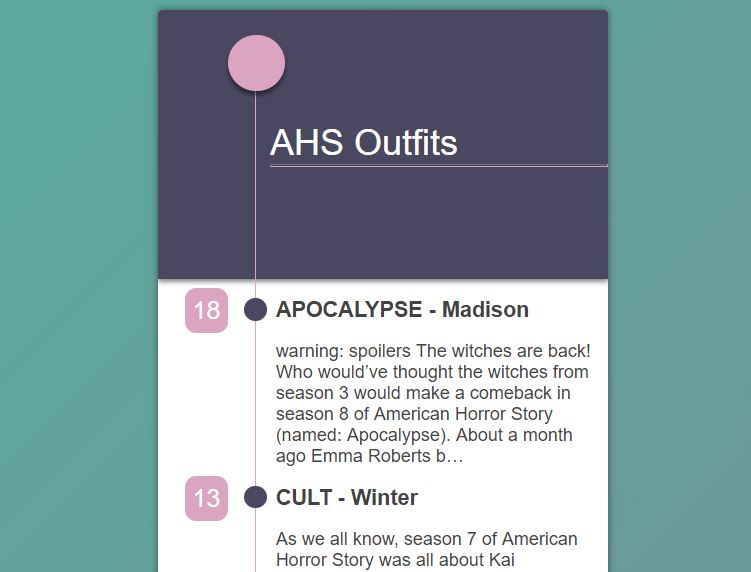 AHS Outfits
18
APOCALYPSE - Madison
warning: spoilers The witches are back!
Who would’ve thought the witches from
season 3 would make a comeback in
season 8 of American Horror Story
(named: Apocalypse). About a month
ago Emma Roberts b…
13
CULT - Winter
As we all know, season 7 of American
Horror Story was all about Kai